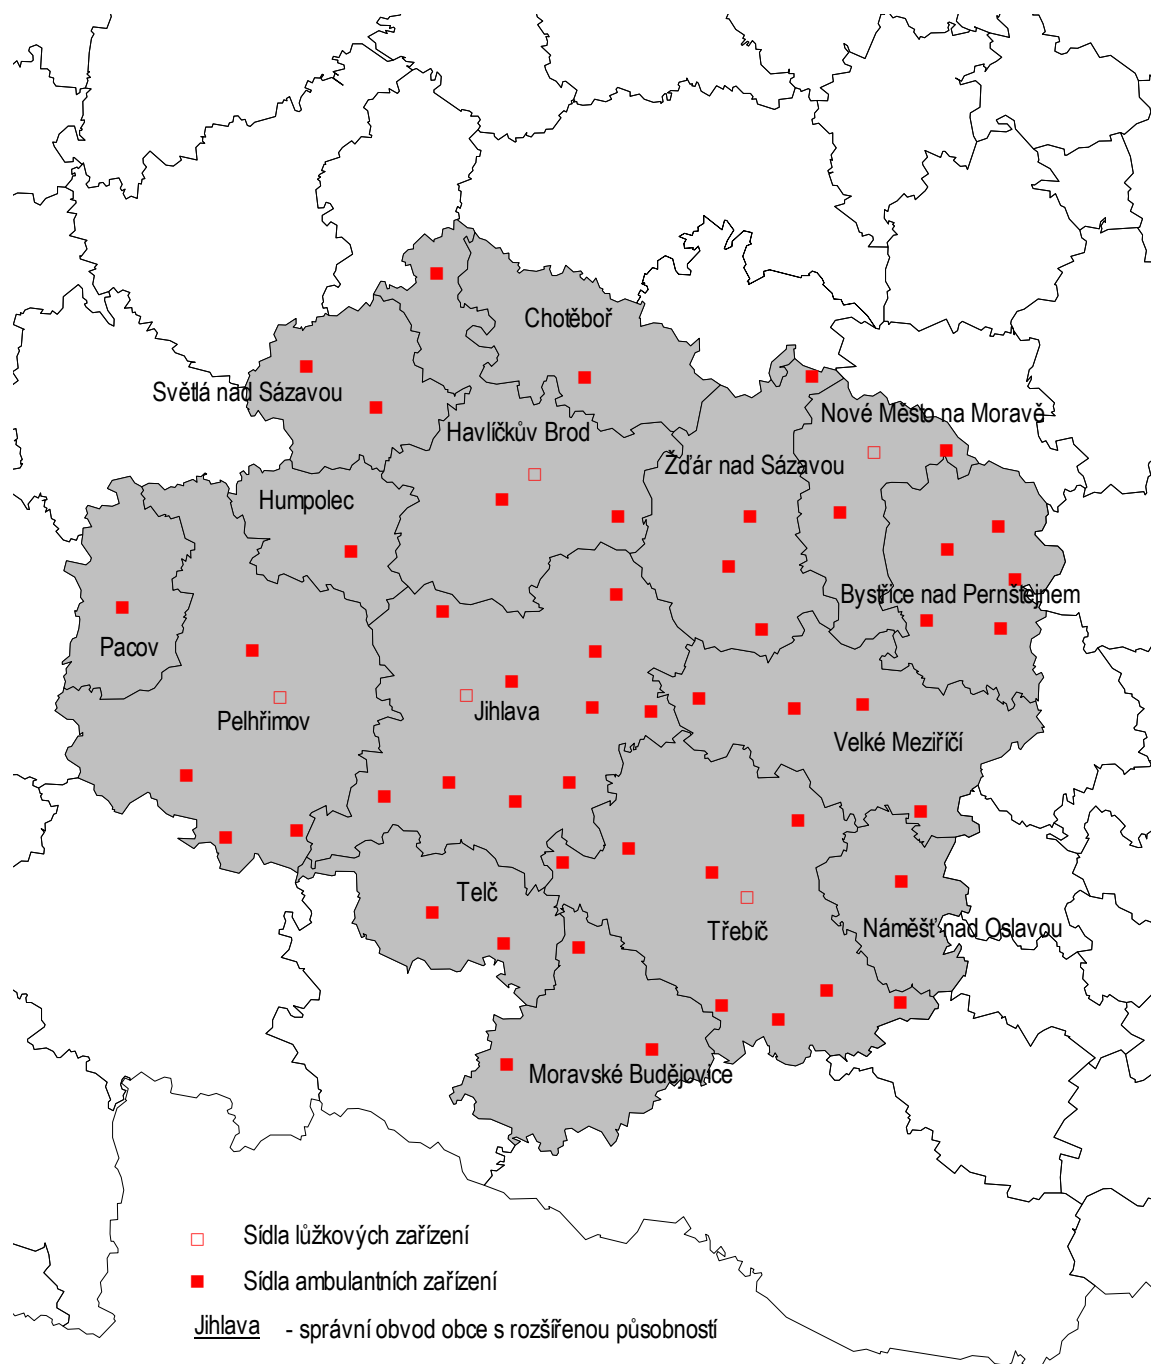 Chotěboř
Světlá nad Sázavou
Nové Město na Moravě
Havlíčkův Brod
Žďár nad Sázavou
Humpolec
Bystříce nad Pernštejnem
Pacov
Pelhřimov
Jihlava
Velké Meziříčí
Telč
Třebíč
Náměšť nad Oslavou
Moravské Budějovice
Sídla lůžkových zařízení
Sídla ambulantních zařízení
Jihlava - správní obvod obce s rozšířenou působností